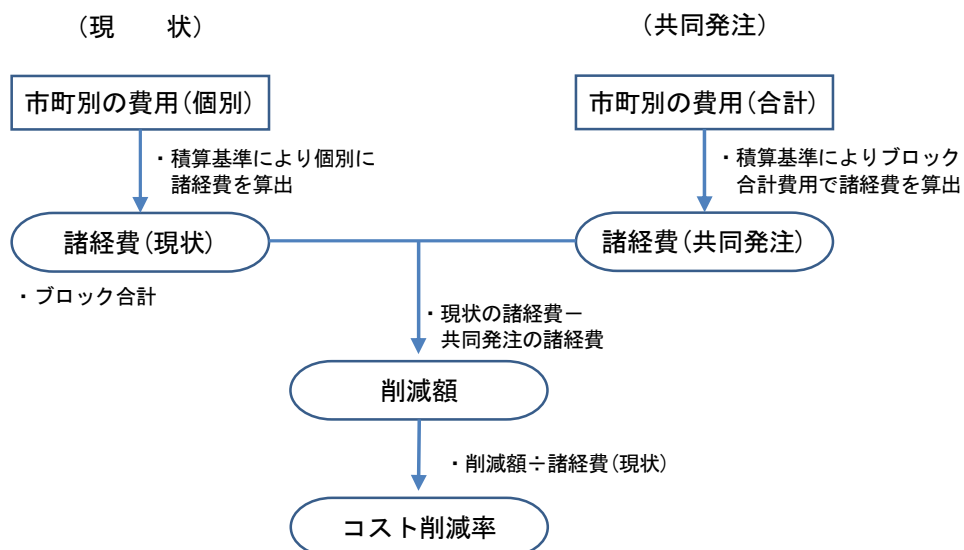 （現　　状）
（共同発注）
市町別の費用(個別)
市町別の費用(合計)
・積算基準により個別に
諸経費を算出
・積算基準によりブロック
合計費用で諸経費を算出
諸経費(現状)
諸経費(共同発注)
・ブロック合計
・現状の諸経費－
共同発注の諸経費
削減額
・削減額÷諸経費(現状)
コスト削減率